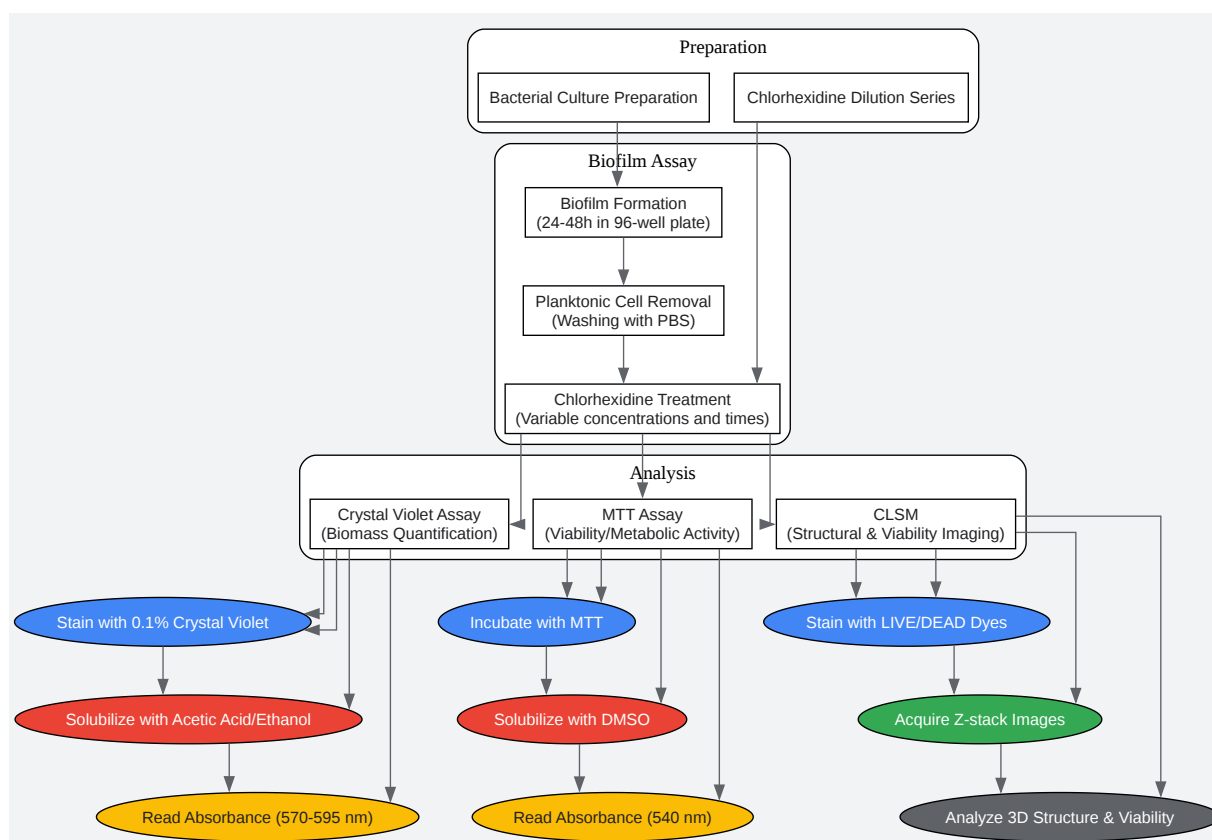 Preparation
Bacterial Culture Preparation
Chlorhexidine Dilution Series
Biofilm Assay
Biofilm Formation
(24-48h in 96-well plate)
Planktonic Cell Removal
(Washing with PBS)
Chlorhexidine Treatment
(Variable concentrations and times)
Analysis
Crystal Violet Assay
(Biomass Quantification)
MTT Assay
(Viability/Metabolic Activity)
CLSM
(Structural & Viability Imaging)
Stain with 0.1% Crystal Violet
Incubate with MTT
Stain with LIVE/DEAD Dyes
Solubilize with Acetic Acid/Ethanol
Solubilize with DMSO
Acquire Z-stack Images
Read Absorbance (570-595 nm)
Read Absorbance (540 nm)
Analyze 3D Structure & Viability